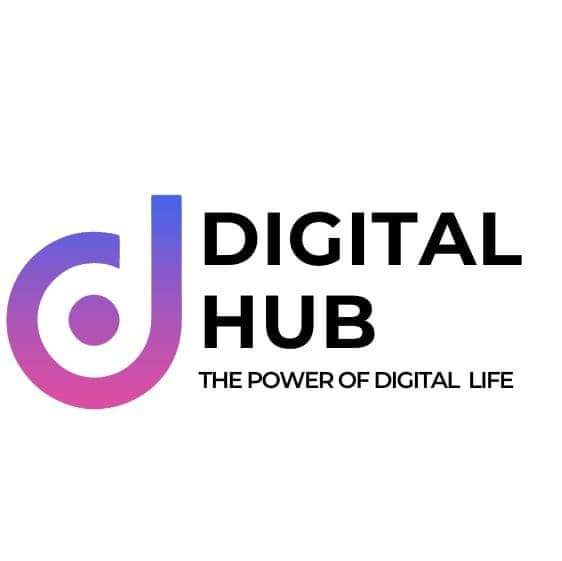 DIGITAL
HUB
THE POWER OF DIGITAL LIFE